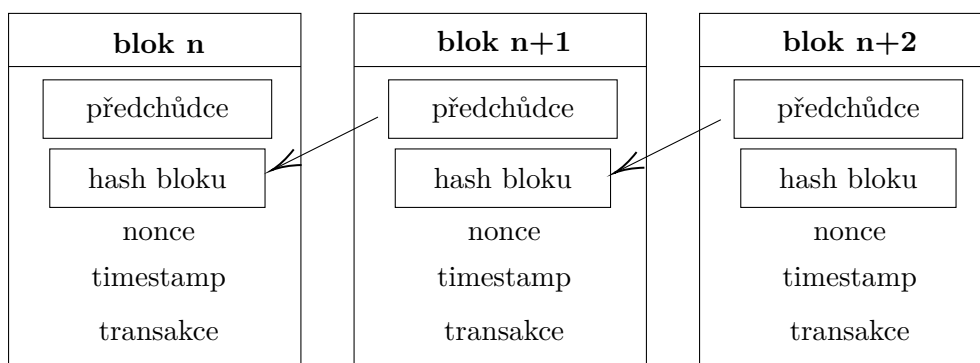 blok n
předchůdce
hash bloku
nonce
timestamp
transakce
blok n+1
předchůdce
hash bloku
nonce
timestamp
transakce
blok n+2
předchůdce
hash bloku
nonce
timestamp
transakce